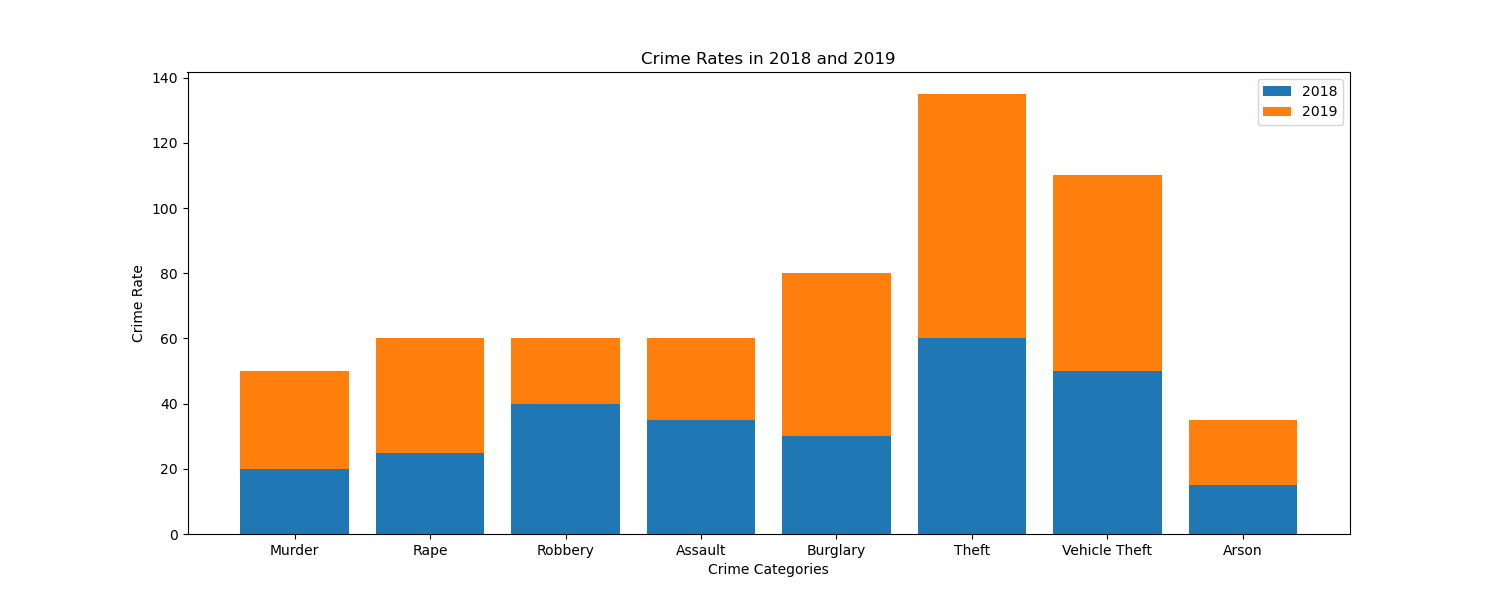 Crime Rates in 2018 and 2019
2018
2019
140
120
100
80
60
40
20
0
Crime Rate
Murder Rape Robbery Assault Burglary Theft Vehicle Theft Arson
Crime Categories